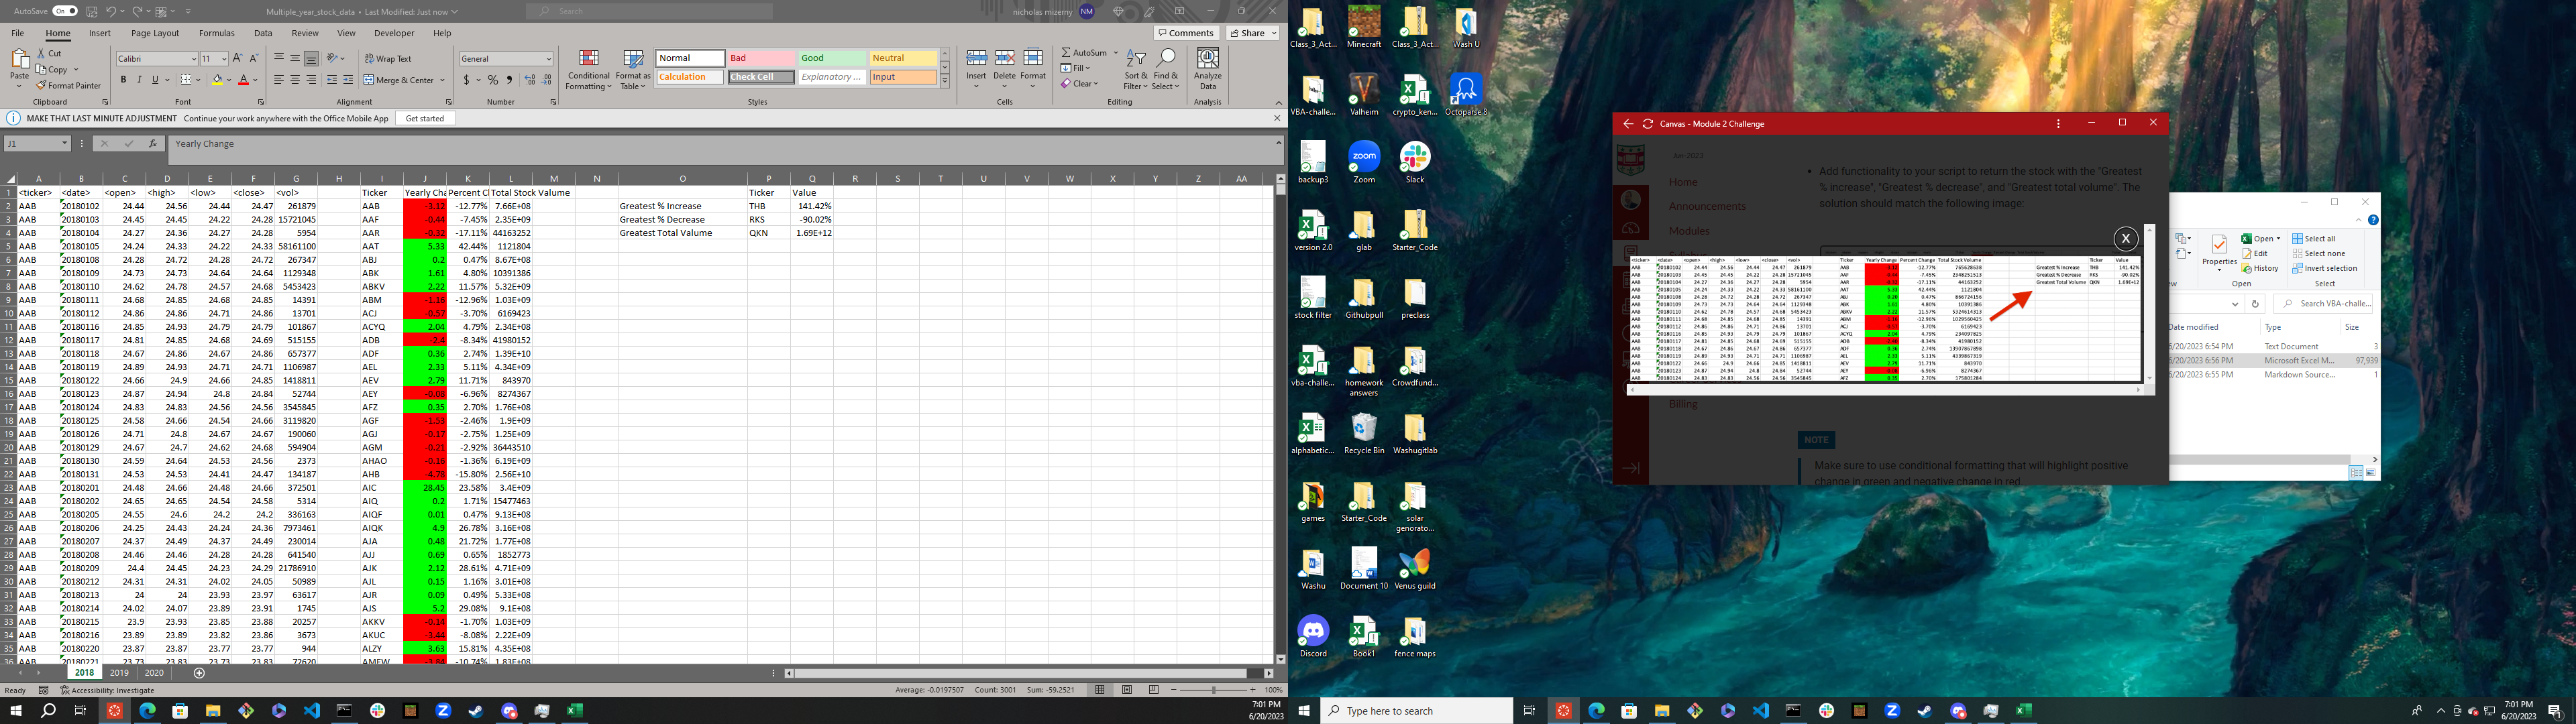 AutoSave On Multiple_year_stock_data • Last Modified: Just now Search nicholas mizerny NM
File Home Insert Page Layout Formulas Data Review View Developer Help Comments Share
Paste Cut Copy Format Painter Calibri 11 Wrap Text Merge & Center General
Conditional Formatting Format as Table Normal Bad Good Neutral Calculation Check Cell Explanatory ... Input
Insert Delete Format AutoSum Fill Clear Sort & Filter Find & Select Analyze Data
Clipboard Font Alignment Number Styles Cells Editing Analysis
MAKE THAT LAST MINUTE ADJUSTMENT Continue your work anywhere with the Office Mobile App Get started
J1 Yearly Change
A B C D E F G H I J K L M N O P Q R S T U V W X Y Z AA
1 <ticker> <date> <open> <high> <low> <close> <vol> Ticker Yearly Cha Percent Cl Total Stock Valume Ticker Value
2 AAB 20180102 24.44 24.56 24.44 24.47 261879 AAB -3.12 -12.77% 7.66E+08 Greatest % Increase THB 141.42%
3 AAB 20180103 24.45 24.45 24.22 24.28 15721045 AAF -0.44 -7.45% 2.35E+09 Greatest % Decrease RKS -90.02%
4 AAB 20180104 24.27 24.36 24.27 24.28 5954 AAR -0.32 -17.11% 44163252 Greatest Total Valume QKN 1.69E+12
5 AAB 20180105 24.24 24.33 24.22 24.33 58161100 AAT 5.33 42.44% 1121804
6 AAB 20180108 24.28 24.72 24.28 24.72 267347 ABJ 0.2 0.47% 8.67E+08
7 AAB 20180109 24.73 24.73 24.64 24.64 1129348 ABK 1.61 4.80% 10391386
8 AAB 20180110 24.62 24.78 24.57 24.68 5453423 ABKV 2.22 11.57% 5.32E+09
9 AAB 20180111 24.68 24.85 24.68 24.85 14391 ABM -1.16 -12.96% 1.03E+09
10 AAB 20180112 24.86 24.86 24.71 24.86 13701 ACJ -0.57 -3.70% 6169423
11 AAB 20180116 24.85 24.93 24.79 24.79 101867 ACYQ 2.04 4.79% 2.34E+08
12 AAB 20180117 24.81 24.85 24.68 24.69 515155 ADB -2.4 -8.34% 41980152
13 AAB 20180118 24.67 24.86 24.67 24.86 657377 ADF 0.36 2.74% 1.39E+10
14 AAB 20180119 24.89 24.93 24.71 24.71 1106987 AEL 2.33 5.11% 4.34E+09
15 AAB 20180122 24.66 24.9 24.66 24.85 1418811 AEV 2.79 11.71% 843970
16 AAB 20180123 24.87 24.94 24.8 24.84 52744 AEY -0.08 -6.96% 8274367
17 AAB 20180124 24.83 24.83 24.56 24.56 3545845 AFZ 0.35 2.70% 1.76E+08
18 AAB 20180125 24.58 24.66 24.54 24.66 3119820 AGF -1.53 -2.46% 1.9E+09
19 AAB 20180126 24.71 24.8 24.67 24.67 190060 AGJ -0.17 -2.75% 1.25E+09
20 AAB 20180129 24.67 24.7 24.62 24.68 594904 AGM -0.21 -2.92% 36443510
21 AAB 20180130 24.59 24.64 24.53 24.56 2373 AHAO -0.16 -1.36% 6.19E+09
22 AAB 20180131 24.53 24.53 24.41 24.47 134187 AHB -4.78 -15.80% 2.56E+10
23 AAB 20180201 24.48 24.66 24.48 24.66 372501 AIC 28.45 23.58% 3.4E+09
24 AAB 20180202 24.65 24.65 24.54 24.58 5314 AIQ 0.2 1.71% 15477463
25 AAB 20180205 24.55 24.6 24.2 24.2 336163 AIQF 0.01 0.47% 9.13E+08
26 AAB 20180206 24.25 24.43 24.24 24.36 7973461 AIQK 4.9 26.78% 3.16E+08
27 AAB 20180207 24.37 24.49 24.37 24.49 230014 AJA 0.48 21.72% 1.77E+08
28 AAB 20180208 24.46 24.46 24.28 24.28 641540 AJJ 0.69 0.65% 1852773
29 AAB 20180209 24.4 24.45 24.23 24.29 21786910 AJK 2.12 28.61% 4.71E+09
30 AAB 20180212 24.31 24.31 24.02 24.05 50989 AJL 0.15 1.16% 3.01E+08
31 AAB 20180213 24 24 23.93 23.97 63617 AJR 0.09 0.49% 5.33E+08
32 AAB 20180214 24.02 24.07 23.89 23.91 1745 AJS 5.2 29.08% 9.1E+08
33 AAB 20180215 23.9 23.93 23.85 23.88 20257 AKKV -0.14 -1.70% 1.03E+09
34 AAB 20180216 23.89 23.89 23.82 23.86 3673 AKUC -3.44 -8.08% 2.22E+09
35 AAB 20180220 23.87 23.87 23.77 23.77 944 ALZY 3.63 15.81% 4.35E+08
36 AAB 20180221 23.73 23.83 23.73 23.83 72620 AMEW -3.84 -10.74% 1.83E+08
2018 2019 2020
Ready Accessibility: Investigate Average: -0.0197507 Count: 3001 Sum: -59.2521 100%
7:01 PM
6/20/2023
Class_3_Act... Minecraft Class_3_Act... Wash U
VBA-challe... Valheim crypto_ken... Octoparse 8
backup3 Zoom Slack
version 2.0 glab Starter_Code
stock filter Githubpull preclass
vba-challe... homework answers Crowdfund...
alphabetic... Recycle Bin Washugitlab
games Starter_Code solar genorato...
Washu Document 10 Venus guild
Discord Book1 fence maps
Canvas - Module 2 Challenge
Jun-2023
Home
Announcements
Modules
Billing
• Add functionality to your script to return the stock with the "Greatest
% increase", "Greatest % decrease", and "Greatest total volume". The
solution should match the following image:
X
<ticker> <date> <open> <high> <low> <close> <vol> Ticker Yearly Change Percent Change Total Stock Volume Ticker Value
Greatest % Increase THB 141.42%
Greatest % Decrease RKS -90.02%
Greatest Total Volume QKN 1.69E+12
NOTE
Make sure to use conditional formatting that will highlight positive
change in green and negative change in red.
Properties Open Edit History Select all Select none Invert selection
Open Select
Search VBA-challe...
Date modified Type Size
6/20/2023 6:54 PM Text Document 3
6/20/2023 6:56 PM Microsoft Excel M... 97,939
6/20/2023 6:55 PM Markdown Source... 1
Type here to search
7:01 PM
6/20/2023